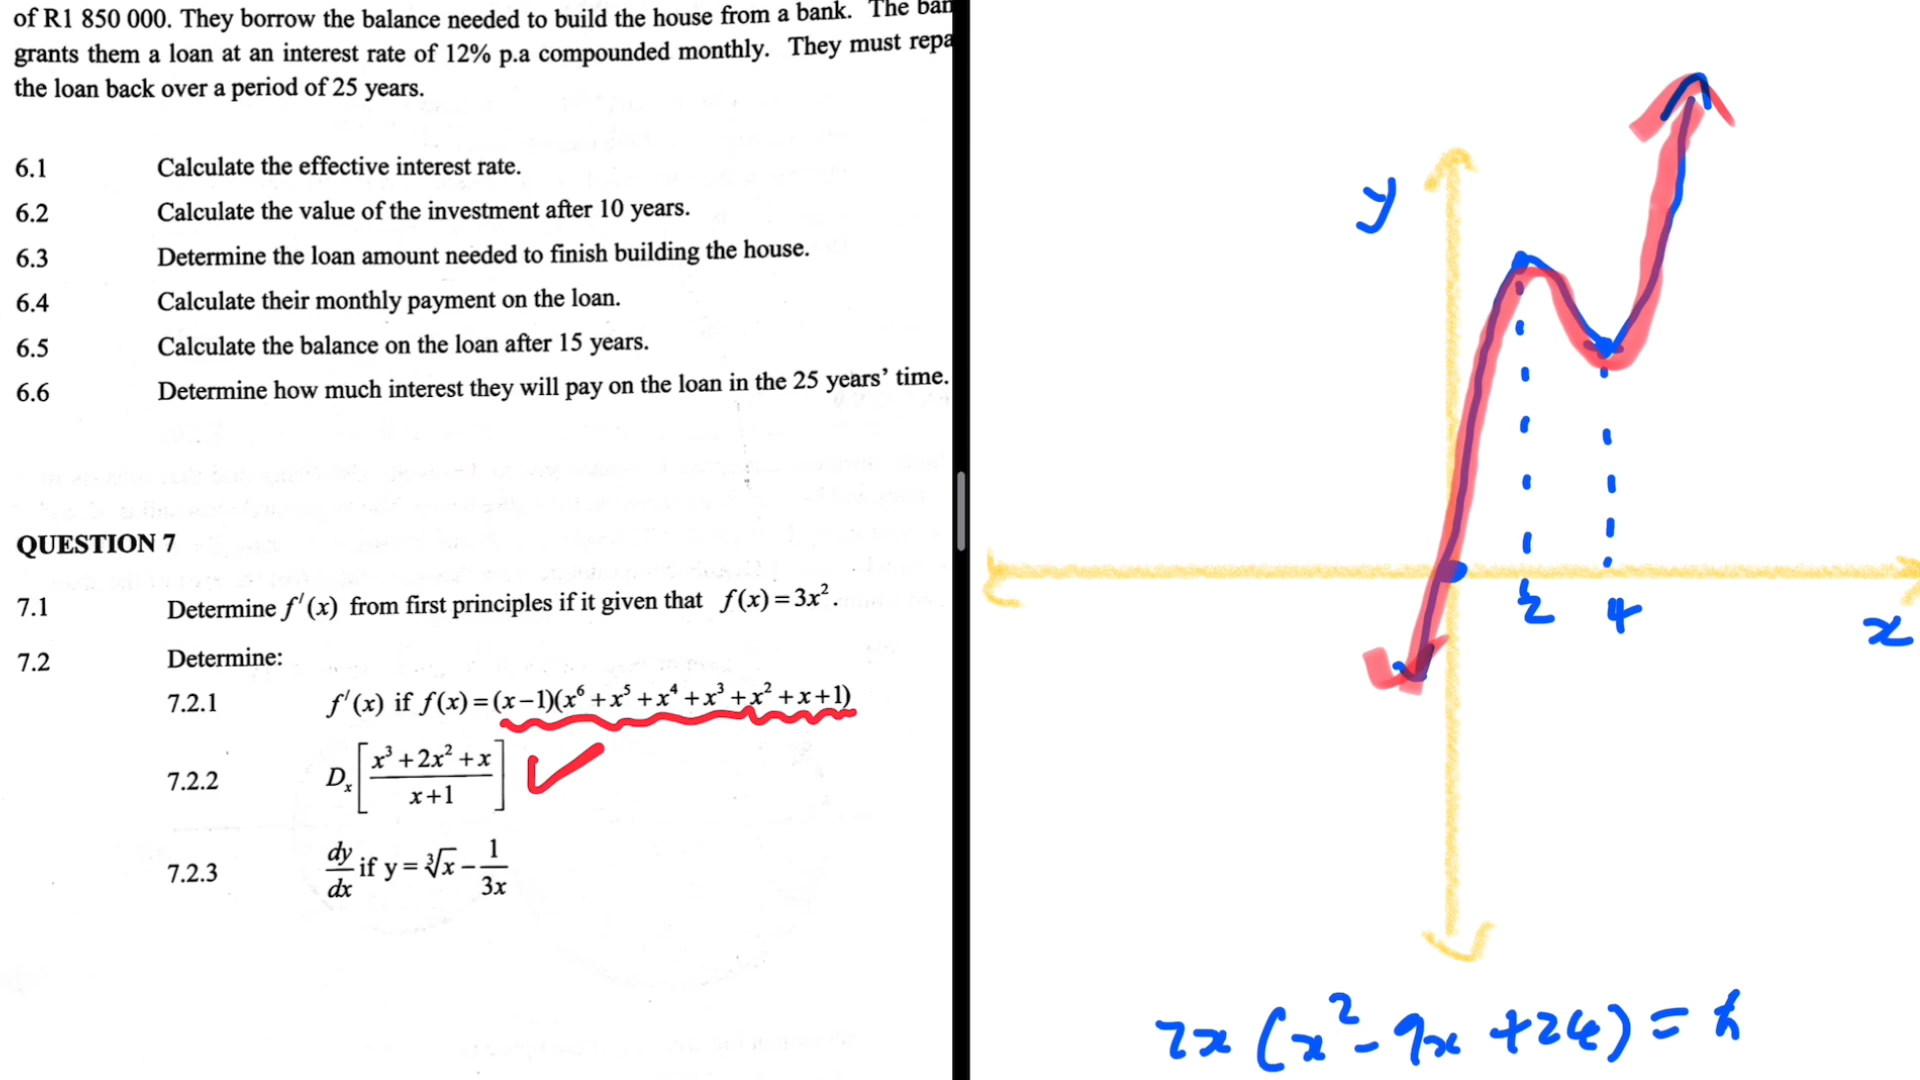 of R1 850 000. They borrow the balance needed to build the house from a bank. The ban
grants them a loan at an interest rate of 12% p.a compounded monthly. They must repa
the loan back over a period of 25 years.
6.1 Calculate the effective interest rate.
6.2 Calculate the value of the investment after 10 years.
6.3 Determine the loan amount needed to finish building the house.
6.4 Calculate their monthly payment on the loan.
6.5 Calculate the balance on the loan after 15 years.
6.6 Determine how much interest they will pay on the loan in the 25 years' time.
QUESTION 7
7.1 Determine f'(x) from first principles if it given that f(x)=3x².
7.2 Determine:
7.2.1 f'(x) if f(x)=(x−1)(x⁶+x⁵+x⁴+x³+x²+x+1)
7.2.2 Dₓ[(x³+2x²+x)/(x+1)]
7.2.3 dy/dx if y=∛x−1/3x
y
2 4
x
2x(x²-9x+24)=k